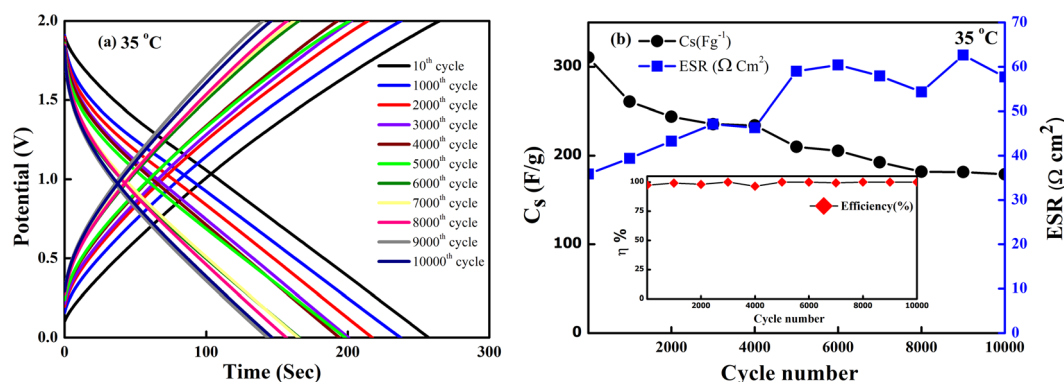 (a) 35 °C
2.0
1.5
1.0
0.5
0.0
Potential (V)
0
100
200
300
Time (Sec)
10th cycle
1000th cycle
2000th cycle
3000th cycle
4000th cycle
5000th cycle
6000th cycle
7000th cycle
8000th cycle
9000th cycle
10000th cycle
(b)
35 °C
Cs(Fg-1)
ESR (Ω Cm2)
300
200
100
0
Cs (F/g)
70
60
50
40
30
20
10
0
ESR (Ω cm2)
2000
4000
6000
8000
10000
Cycle number
100
75
50
25
0
η %
Efficiency(%)
2000
4000
6000
8000
10000
Cycle number